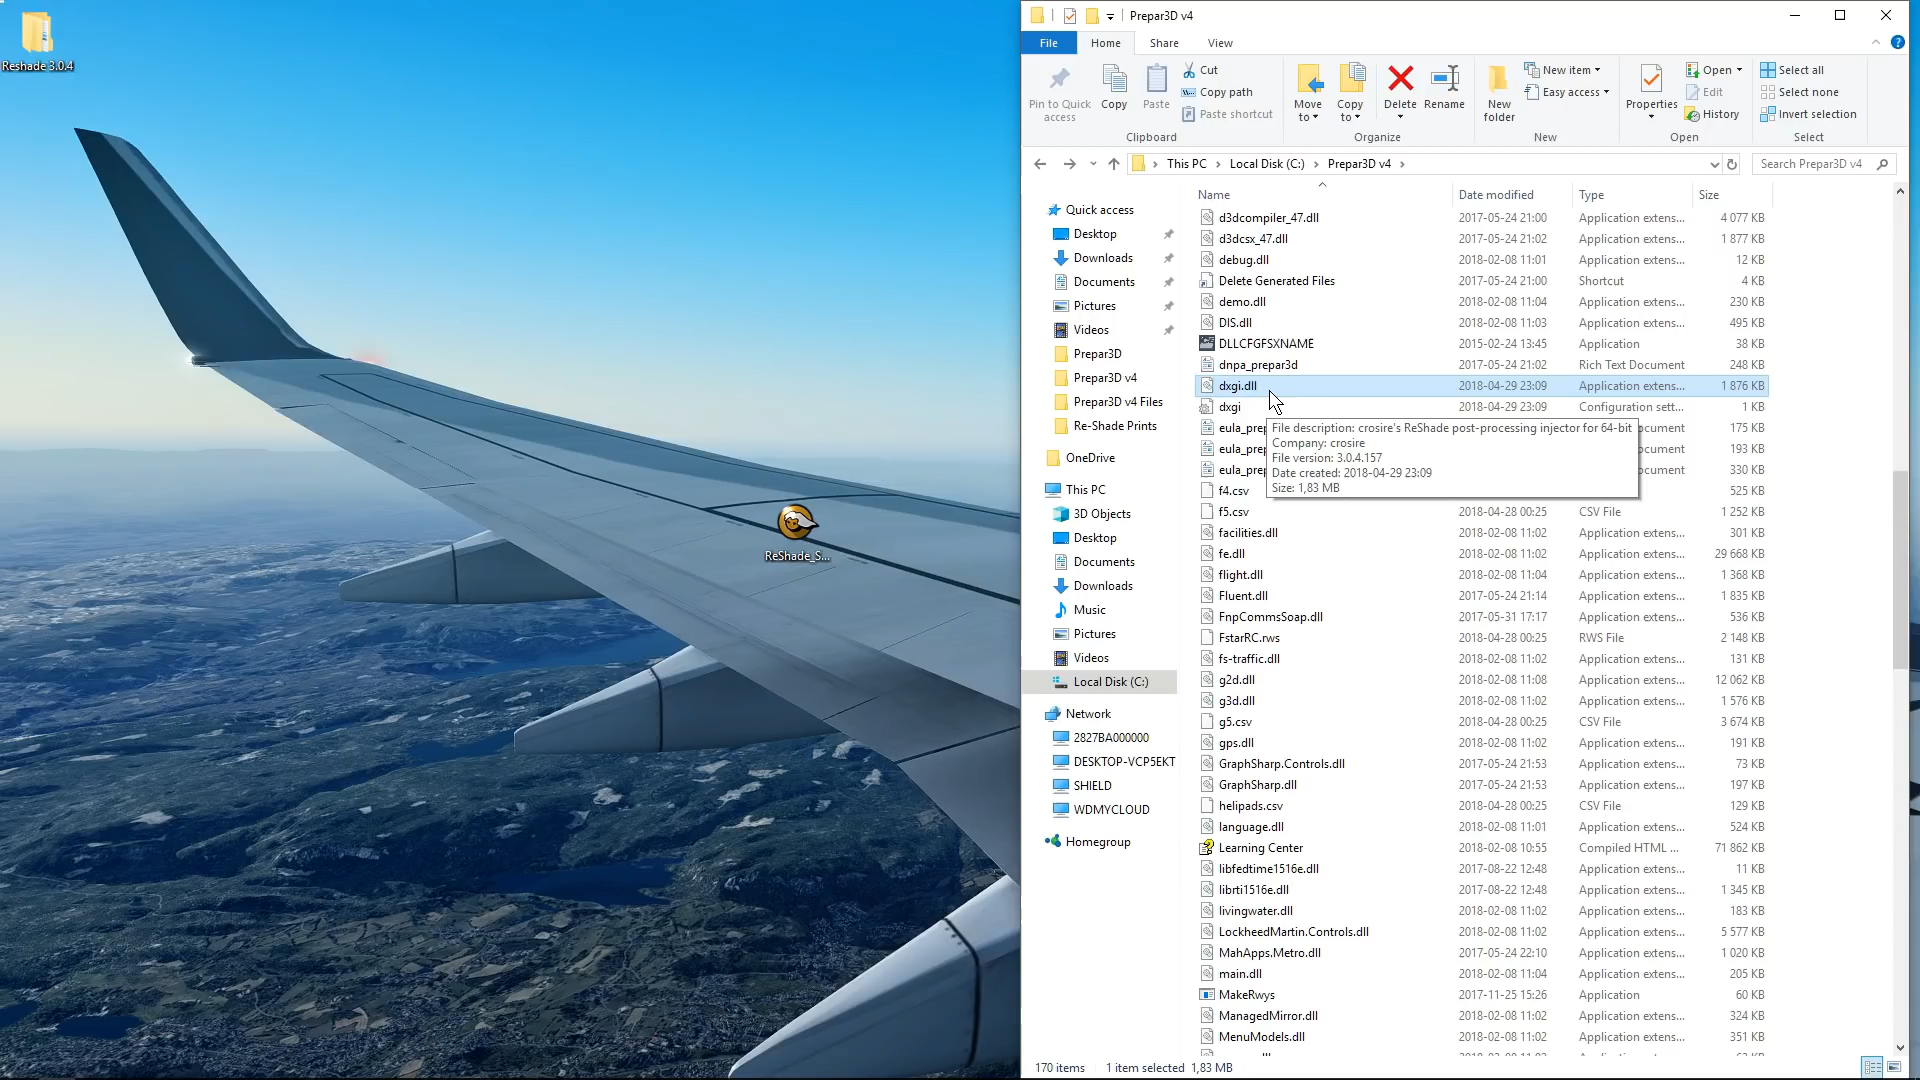 Reshade 3.0.4
ReShade_S...
Prepar3D v4
File
Home
Share
View
Pin to Quick access
Copy
Paste
Cut
Copy path
Paste shortcut
Clipboard
Move to
Copy to
Delete
Rename
Organize
New folder
New item
Easy access
New
Properties
Open
Edit
History
Open
Select all
Select none
Invert selection
Select
This PC
Local Disk (C:)
Prepar3D v4
Search Prepar3D v4
Quick access
Desktop
Downloads
Documents
Pictures
Videos
Prepar3D
Prepar3D v4
Prepar3D v4 Files
Re-Shade Prints
OneDrive
This PC
3D Objects
Desktop
Documents
Downloads
Music
Pictures
Videos
Local Disk (C:)
Network
2827BA000000
DESKTOP-VCP5EKT
SHIELD
WDMYCLOUD
Homegroup
Name Date modified Type Size
d3dcompiler_47.dll 2017-05-24 21:00 Application extens... 4 077 KB
d3dcsx_47.dll 2017-05-24 21:02 Application extens... 1 877 KB
debug.dll 2018-02-08 11:01 Application extens... 12 KB
Delete Generated Files 2017-05-24 21:00 Shortcut 4 KB
demo.dll 2018-02-08 11:04 Application extens... 230 KB
DIS.dll 2018-02-08 11:03 Application extens... 495 KB
DLLCFGFSXNAME 2015-02-24 13:45 Application 38 KB
dnpa_prepar3d 2017-05-24 21:02 Rich Text Document 248 KB
dxgi.dll 2018-04-29 23:09 Application extens... 1 876 KB
dxgi 2018-04-29 23:09 Configuration sett... 1 KB
eula_prep ocument 175 KB
eula_prep ocument 193 KB
eula_prep ocument 330 KB
File description: crosire's ReShade post-processing injector for 64-bit
Company: crosire
File version: 3.0.4.157
Date created: 2018-04-29 23:09
Size: 1,83 MB
f4.csv 525 KB
f5.csv 2018-04-28 00:25 CSV File 1 252 KB
facilities.dll 2018-02-08 11:02 Application extens... 301 KB
fe.dll 2018-02-08 11:02 Application extens... 29 668 KB
flight.dll 2018-02-08 11:04 Application extens... 1 368 KB
Fluent.dll 2017-05-24 21:14 Application extens... 1 835 KB
FnpCommsSoap.dll 2017-05-31 17:17 Application extens... 536 KB
FstarRC.rws 2018-04-28 00:25 RWS File 2 148 KB
fs-traffic.dll 2018-02-08 11:02 Application extens... 131 KB
g2d.dll 2018-02-08 11:08 Application extens... 12 062 KB
g3d.dll 2018-02-08 11:02 Application extens... 1 576 KB
g5.csv 2018-04-28 00:25 CSV File 3 674 KB
gps.dll 2018-02-08 11:02 Application extens... 191 KB
GraphSharp.Controls.dll 2017-05-24 21:53 Application extens... 73 KB
GraphSharp.dll 2017-05-24 21:53 Application extens... 197 KB
helipads.csv 2018-04-28 00:25 CSV File 129 KB
language.dll 2018-02-08 11:01 Application extens... 524 KB
Learning Center 2018-02-08 10:55 Compiled HTML ... 71 862 KB
libfedtime1516e.dll 2017-08-22 12:48 Application extens... 11 KB
librti1516e.dll 2017-08-22 12:48 Application extens... 1 345 KB
livingwater.dll 2018-02-08 11:02 Application extens... 183 KB
LockheedMartin.Controls.dll 2018-02-08 11:02 Application extens... 5 577 KB
MahApps.Metro.dll 2017-05-24 22:10 Application extens... 1 020 KB
main.dll 2018-02-08 11:04 Application extens... 205 KB
MakeRwys 2017-11-25 15:26 Application 60 KB
ManagedMirror.dll 2018-02-08 11:02 Application extens... 324 KB
MenuModels.dll 2018-02-08 11:02 Application extens... 351 KB
170 items 1 item selected 1,83 MB